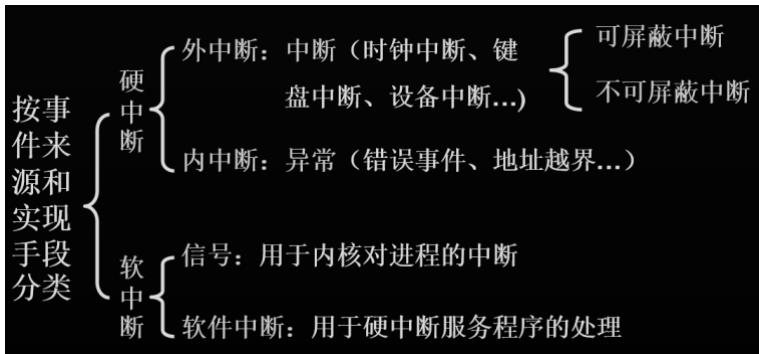 按事件来源和实现手段分类
硬中断
外中断：中断（时钟中断、键
盘中断、设备中断...)
可屏蔽中断
不可屏蔽中断
内中断：异常（错误事件、地址越界...）
软中断
信号：用于内核对进程的中断
软件中断：用于硬中断服务程序的处理